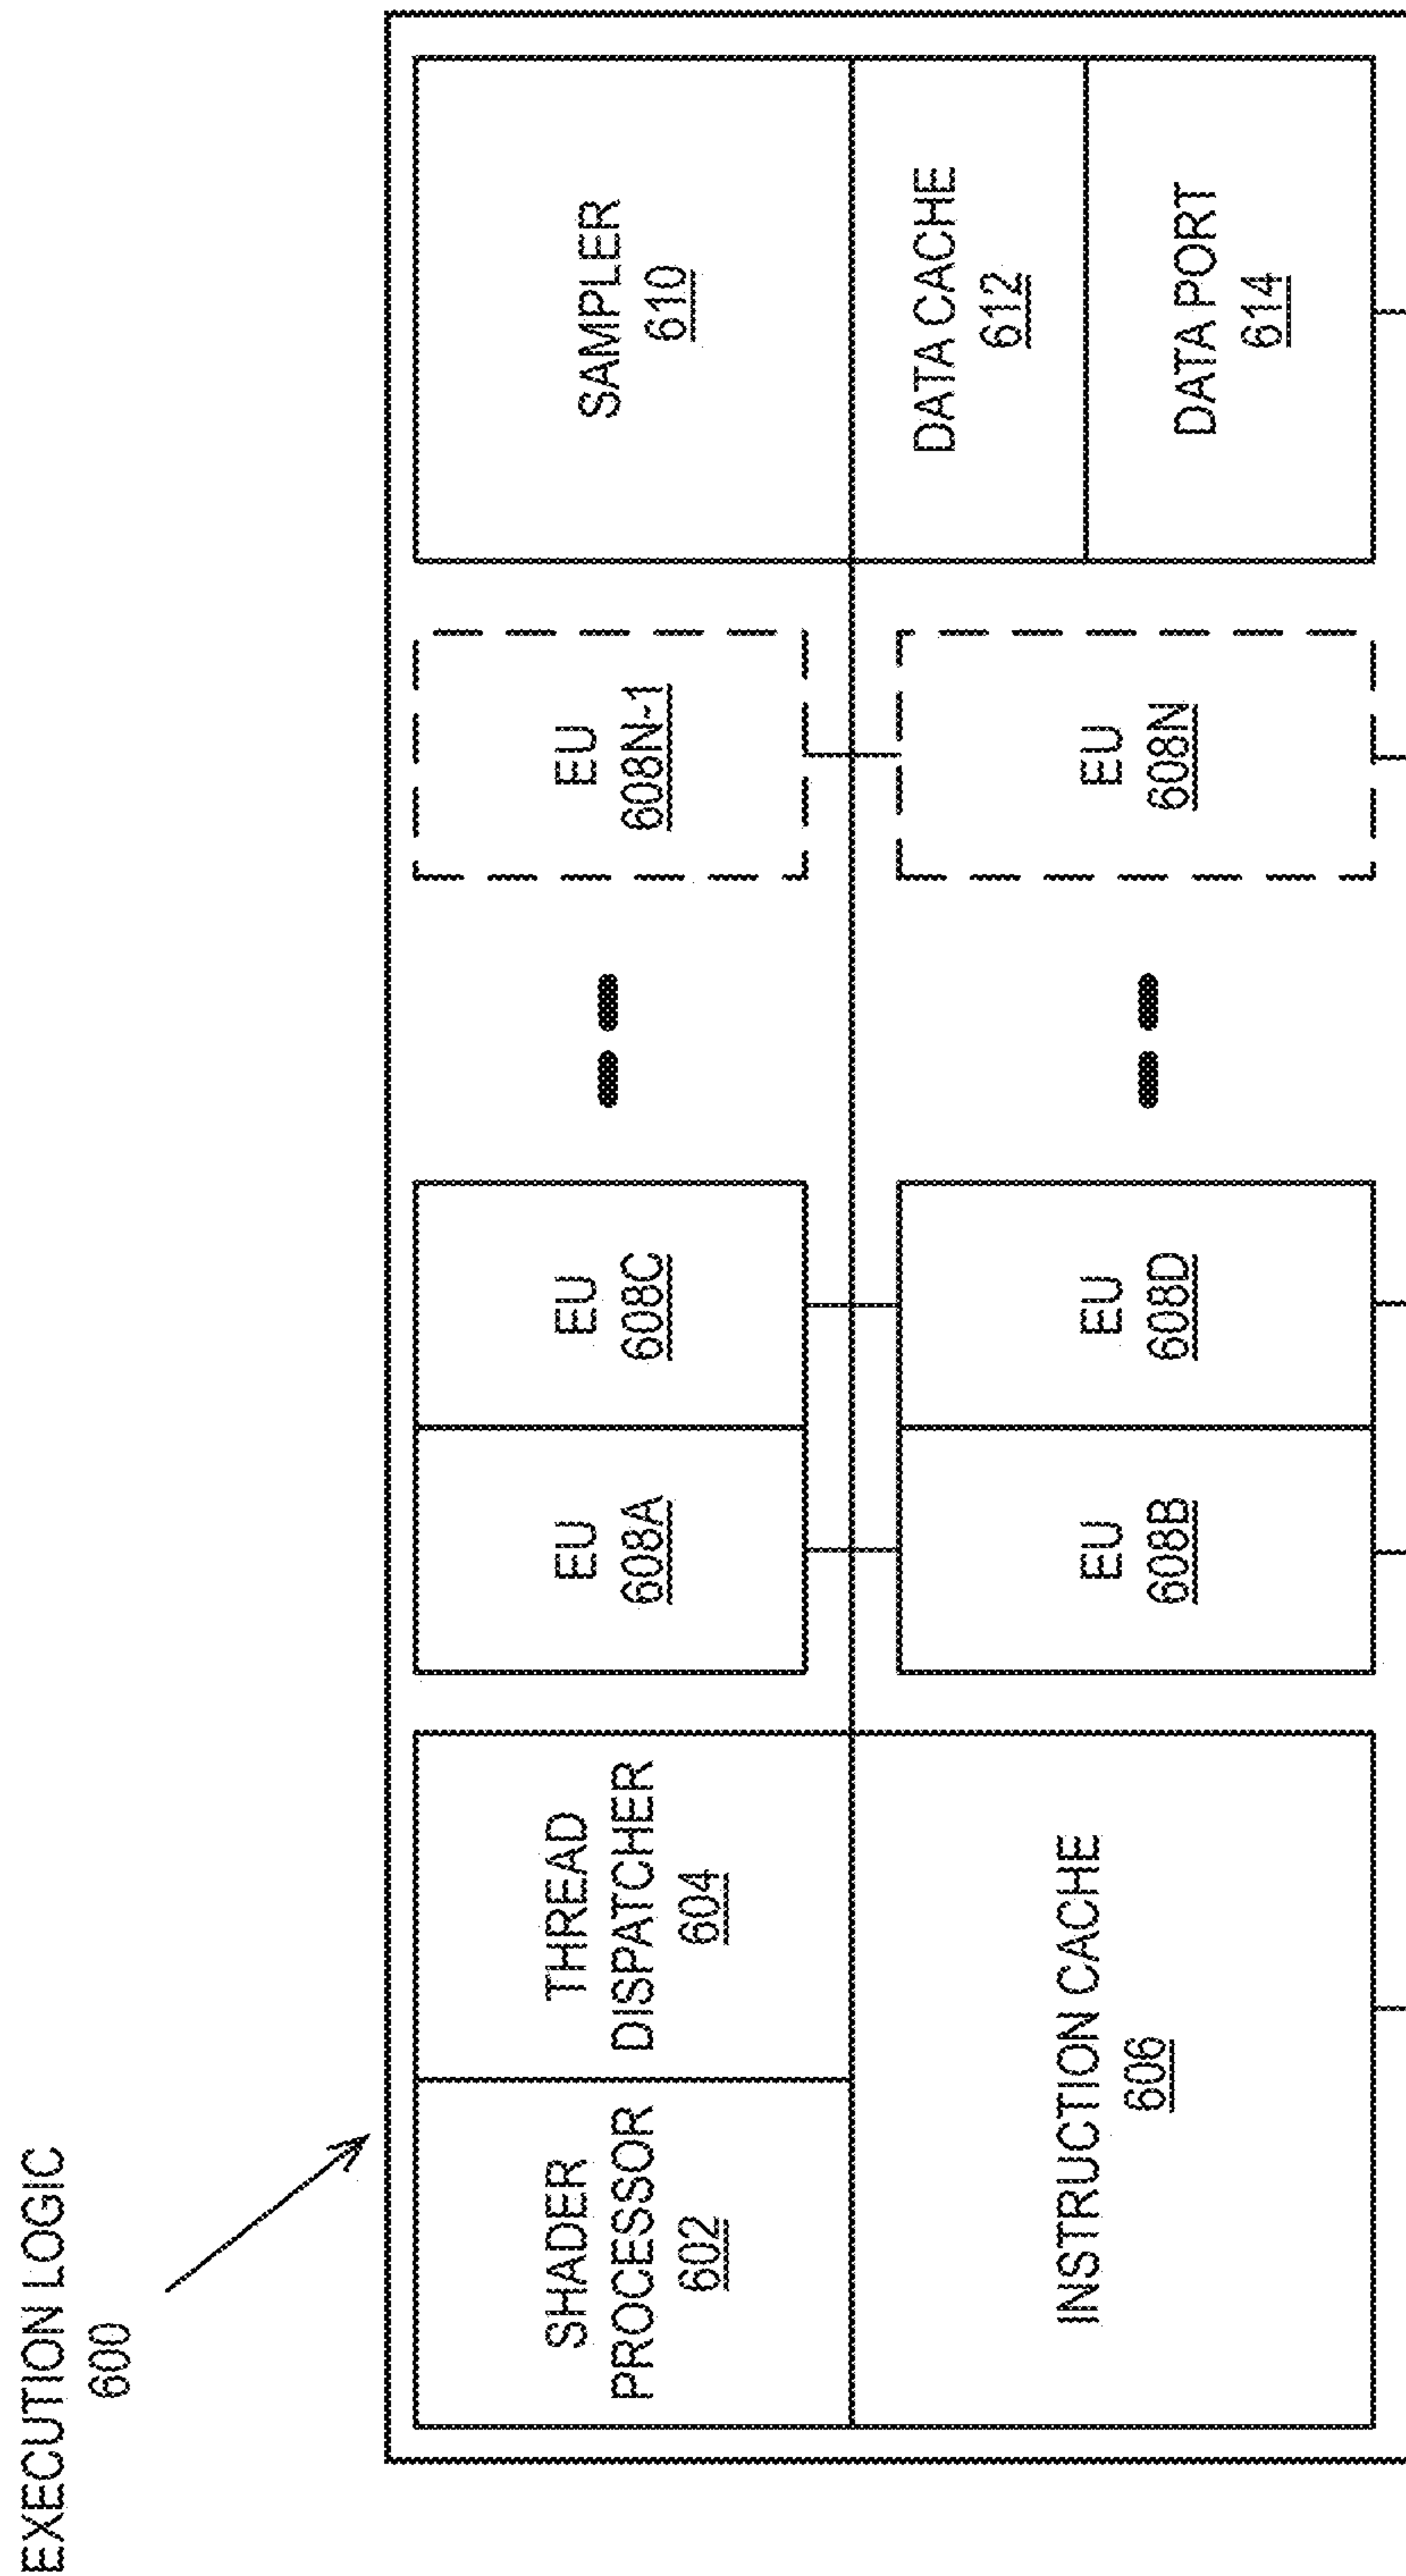 EXECUTION LOGIC
600
SHADER
PROCESSOR
602
THREAD
DISPATCHER
604
INSTRUCTION CACHE
606
EU
608A
EU
608C
EU
608N-1
EU
608B
EU
608D
EU
608N
SAMPLER
610
DATA CACHE
612
DATA PORT
614